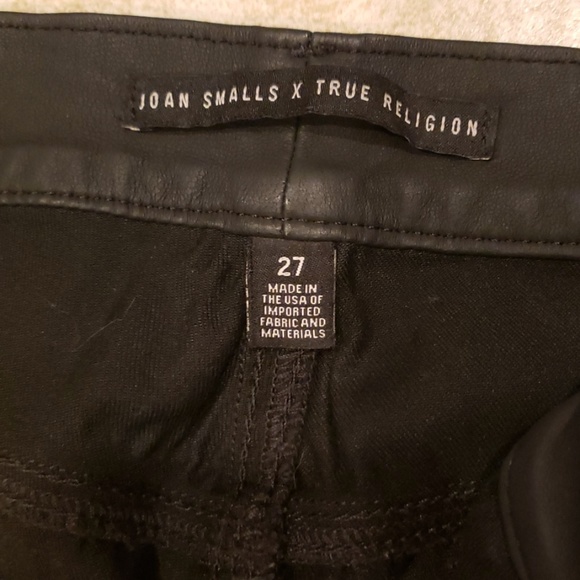 JOAN SMALLS X TRUE RELIGION
27
MADE IN
THE USA OF
IMPORTED
FABRIC AND
MATERIALS